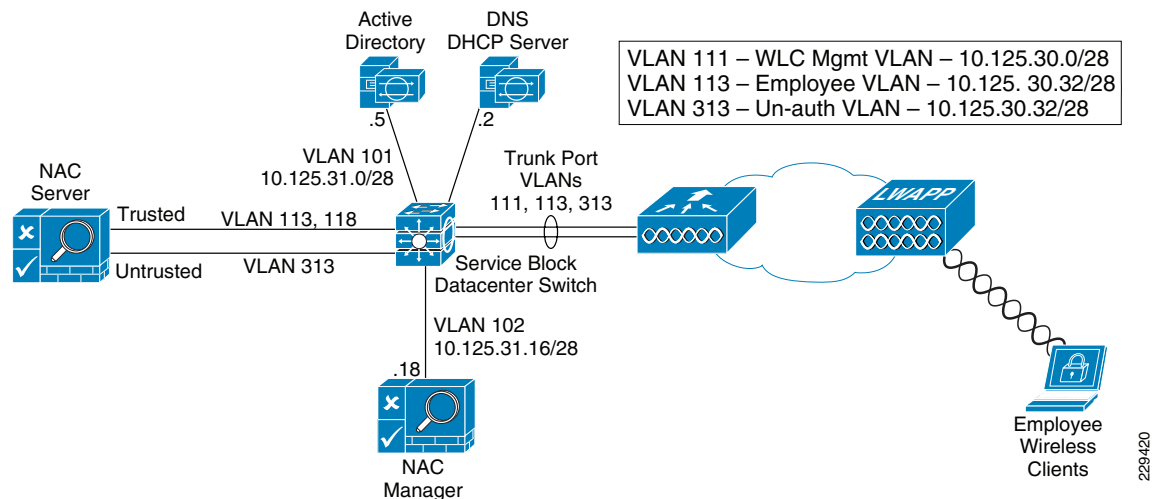 Active
Directory
DNS
DHCP Server
VLAN 111 – WLC Mgmt VLAN – 10.125.30.0/28
VLAN 113 – Employee VLAN – 10.125. 30.32/28
VLAN 313 – Un-auth VLAN – 10.125.30.32/28
.5
.2
VLAN 101
10.125.31.0/28
Trunk Port
VLANs
111, 113, 313
LWAPP
NAC
Server
Trusted
VLAN 113, 118
Untrusted
VLAN 313
Service Block
Datacenter Switch
VLAN 102
10.125.31.16/28
.18
NAC
Manager
Employee
Wireless
Clients
229420